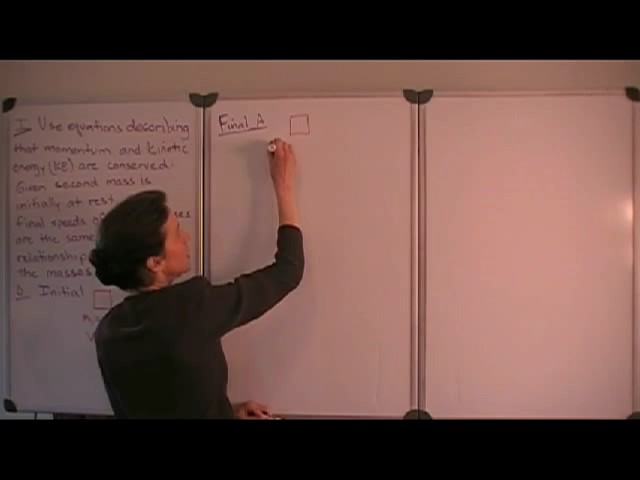 I Use equations describing
that momentum and kinetic
energy (KE) are conserved.
Given second mass is
initially at rest
final speeds
are the same
relationship
the masses
D Initial
Final A